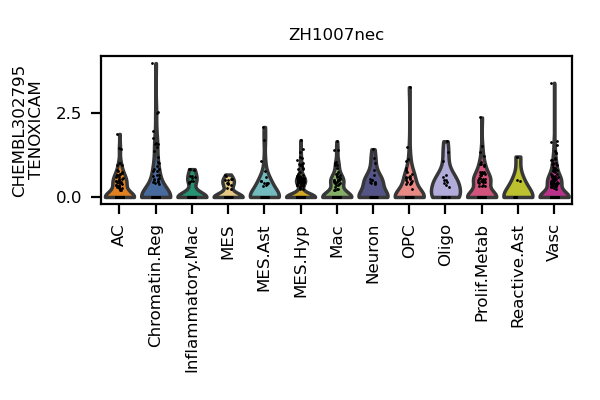 ZH1007nec
CHEMBL302795
TENOXICAM
2.5
0.0
AC
Chromatin.Reg
Inflammatory.Mac
MES
MES.Ast
MES.Hyp
Mac
Neuron
OPC
Oligo
Prolif.Metab
Reactive.Ast
Vasc